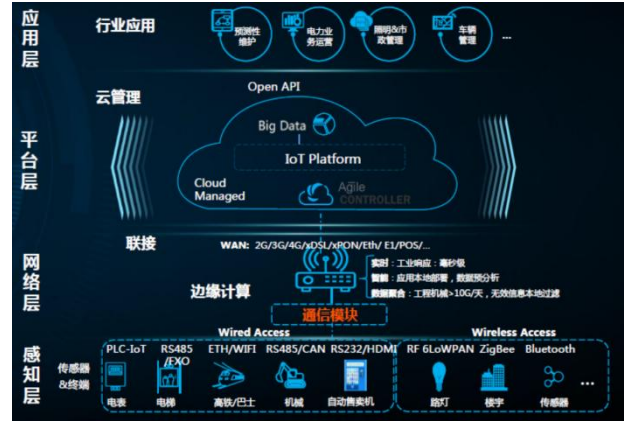 应用层
行业应用
预测性
维护
电力业
务运营
照明&市
政管理
车辆
管理
...
平台层
云管理
Open API
Big Data
IoT Platform
Cloud
Managed
Agile
CONTROLLER
网络层
联接
WAN: 2G/3G/4G/xDSL/xPON/Eth/ E1/POS/...
实时：工业响应：毫秒级
智能：应用本地部署，数据预分析
数据聚合：工程机械>10G/天，无效信息本地过滤
边缘计算
通信模块
感知层
传感器
&终端
Wired Access
PLC-IoT
RS485
/FXO
ETH/WIFI
RS485/CAN
RS232/HDMI
电表
电梯
高铁/巴士
机械
自动售卖机
Wireless Access
RF 6LoWPAN
ZigBee
Bluetooth
路灯
楼宇
传感器
...